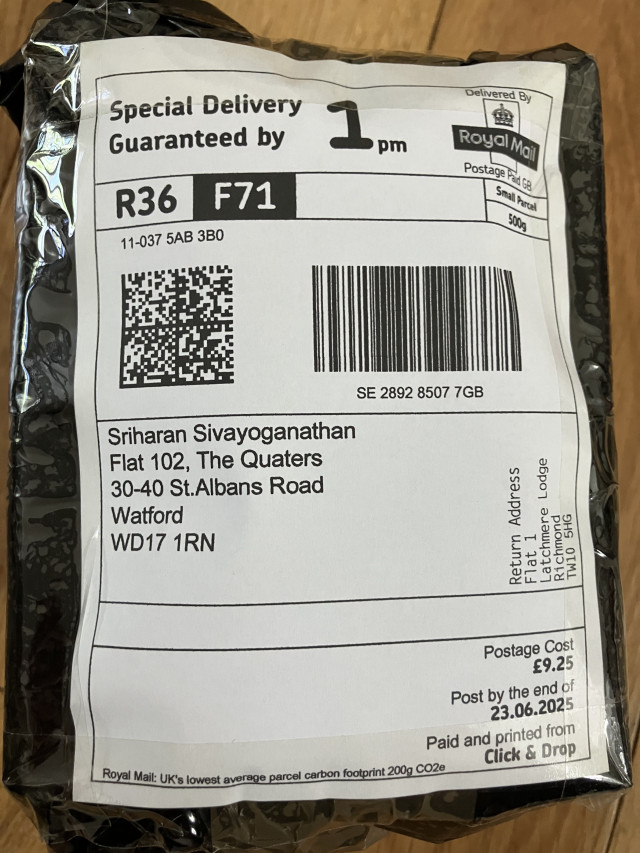 Special Delivery
Guaranteed by
1pm
Delivered By
Royal Mail
Postage Paid GB
Small Parcel
500g
R36 F71
11-037 5AB 3B0
SE 2892 8507 7GB
Sriharan Sivayoganathan
Flat 102, The Quaters
30-40 St.Albans Road
Watford
WD17 1RN
Return Address
Flat 1
Latchmere Lodge
Richmond
TW10 5HG
Postage Cost
£9.25
Post by the end of
23.06.2025
Paid and printed from
Click & Drop
Royal Mail: UK's lowest average parcel carbon footprint 200g CO2e